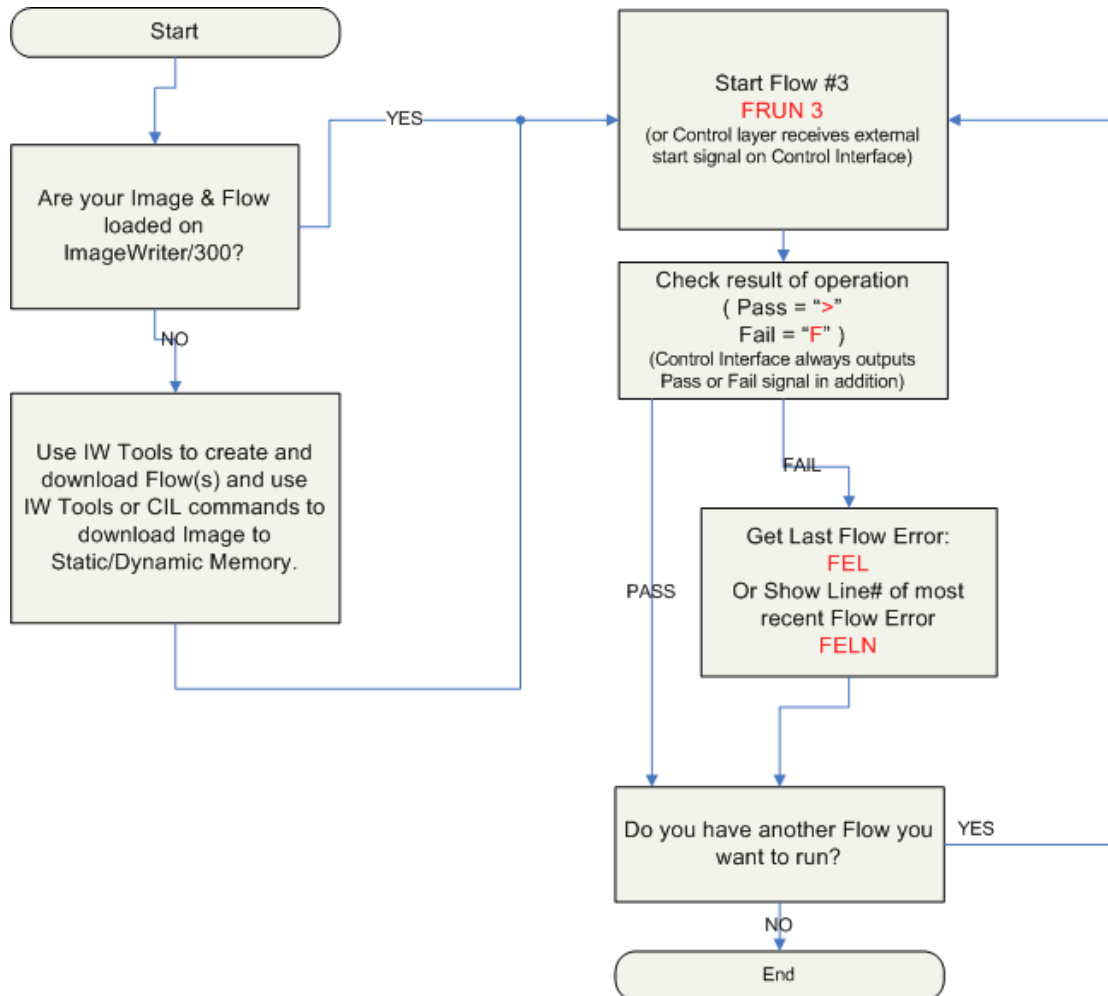 Start
Are your Image & Flow
loaded on
ImageWriter/300?
YES
NO
Use IW Tools to create and
download Flow(s) and use
IW Tools or CIL commands to
download Image to
Static/Dynamic Memory.
Start Flow #3
FRUN 3
(or Control layer receives external
start signal on Control Interface)
Check result of operation
( Pass = “>”
Fail = “F” )
(Control Interface always outputs
Pass or Fail signal in addition)
FAIL
PASS
Get Last Flow Error:
FEL
Or Show Line# of most
recent Flow Error
FELN
Do you have another Flow you
want to run?
YES
NO
End